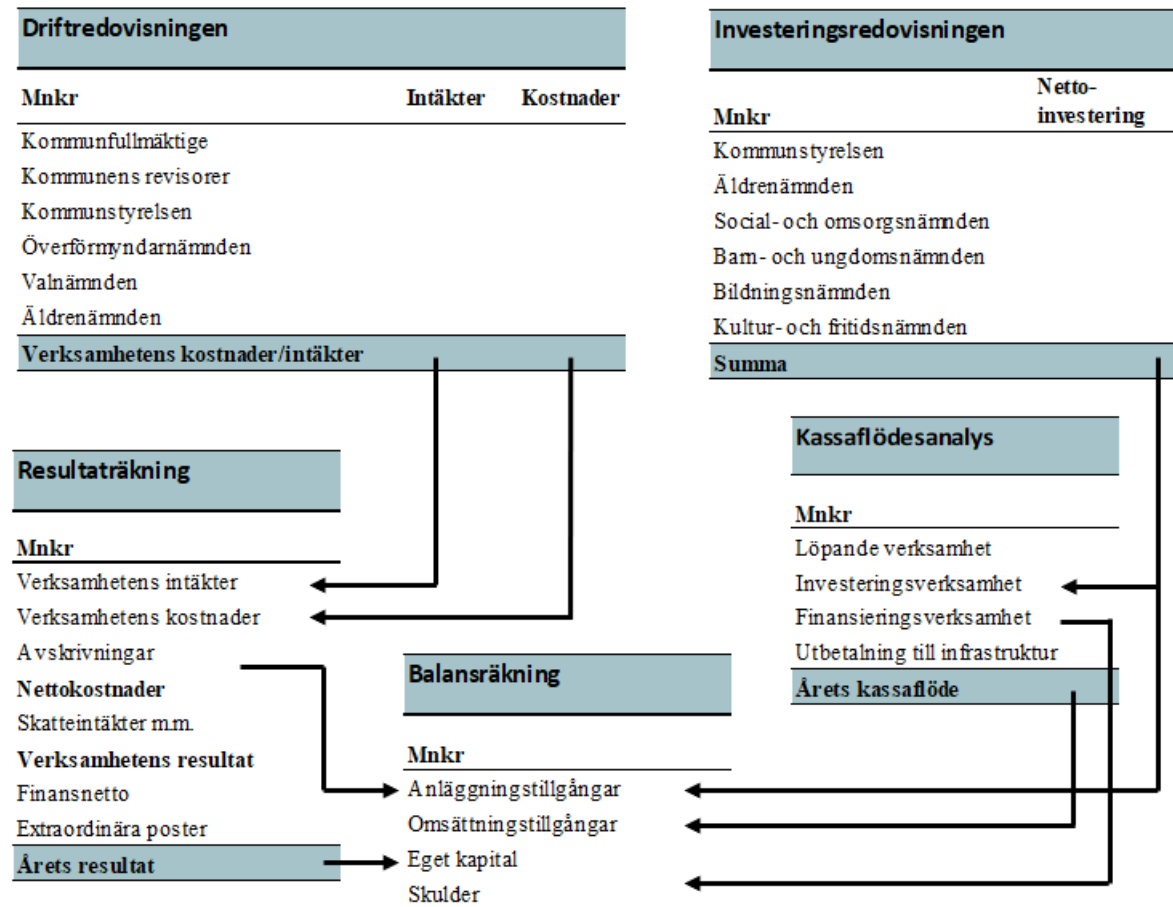 Driftredovisningen
Mnkr Intäkter Kostnader
Kommunfullmäktige
Kommunens revisorer
Kommunstyrelsen
Överförmyndarnämnden
Valnämnden
Äldrenämnden
Verksamhetens kostnader/intäkter
Investeringsredovisningen
Netto-
Mnkr investering
Kommunstyrelsen
Äldrenämnden
Social- och omsorgsnämnden
Barn- och ungdomsnämnden
Bildningsnämnden
Kultur- och fritidsnämnden
Summa
Resultaträkning
Mnkr
Verksamhetens intäkter
Verksamhetens kostnader
Avskrivningar
Nettokostnader
Skatteintäkter m.m.
Verksamhetens resultat
Finansnetto
Extraordinära poster
Årets resultat
Kassaflödesanalys
Mnkr
Löpande verksamhet
Investeringsverksamhet
Finansieringsverksamhet
Utbetalning till infrastruktur
Årets kassaflöde
Balansräkning
Mnkr
Anläggningstillgångar
Omsättningstillgångar
Eget kapital
Skulder